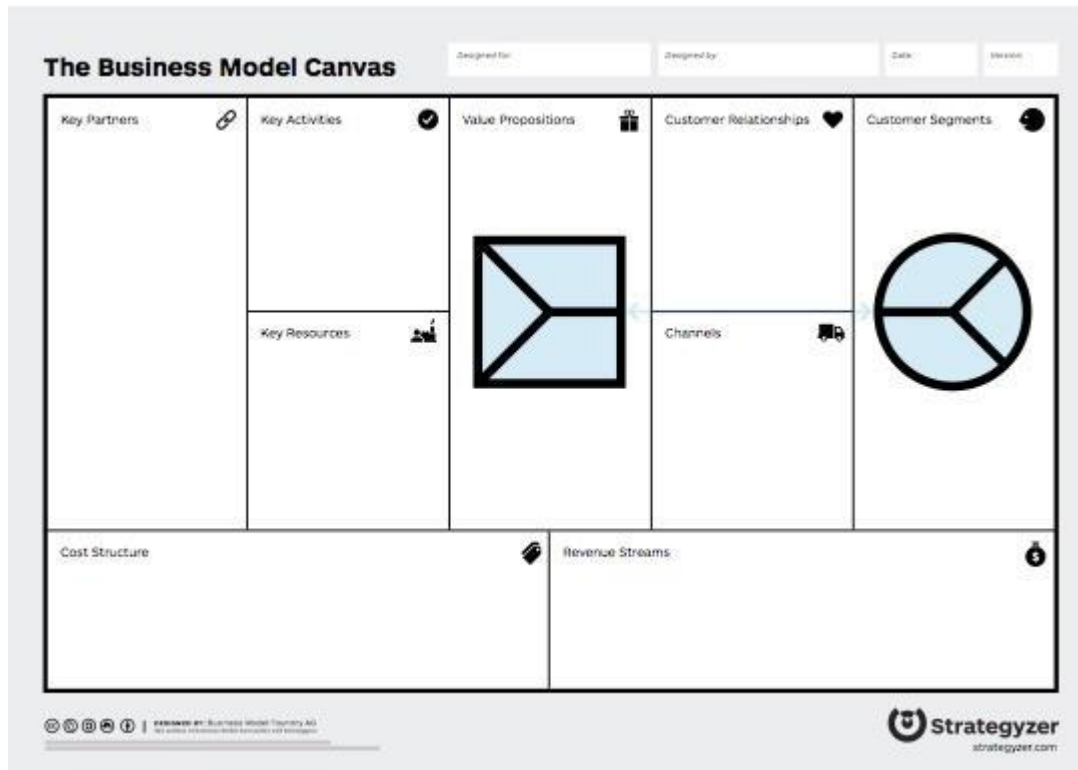 The Business Model Canvas
Designed for:
Designed by:
Date:
Version:
Key Partners
Key Activities
Value Propositions
Customer Relationships
Customer Segments
Key Resources
Channels
Cost Structure
Revenue Streams
DESIGNED BY: Business Model Foundry AG
Strategyzer
strategyzer.com